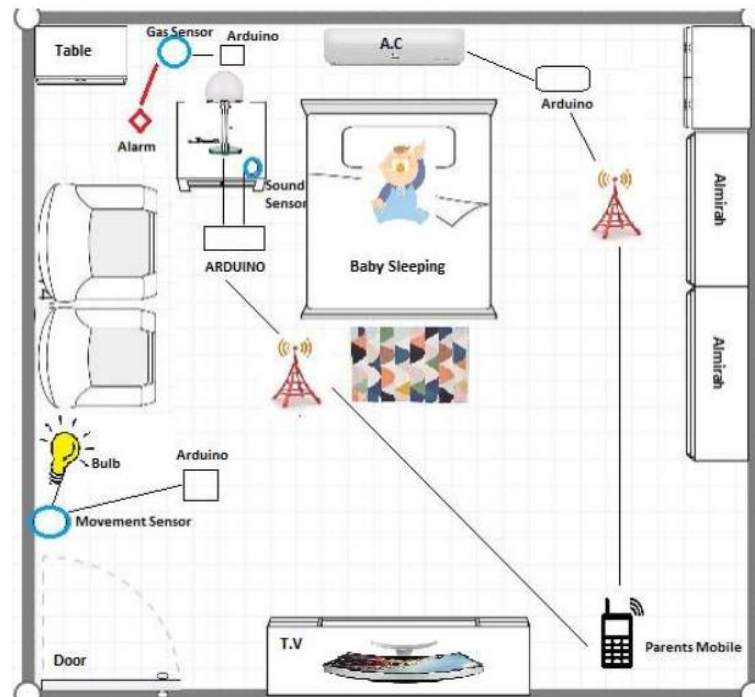 Gas Sensor
Arduino
Table
A.C
Arduino
Alarm
Sound
Sensor
Almirah
ARDUINO
Baby Sleeping
Almirah
Bulb
Arduino
Movement Sensor
T.V
Door
Parents Mobile